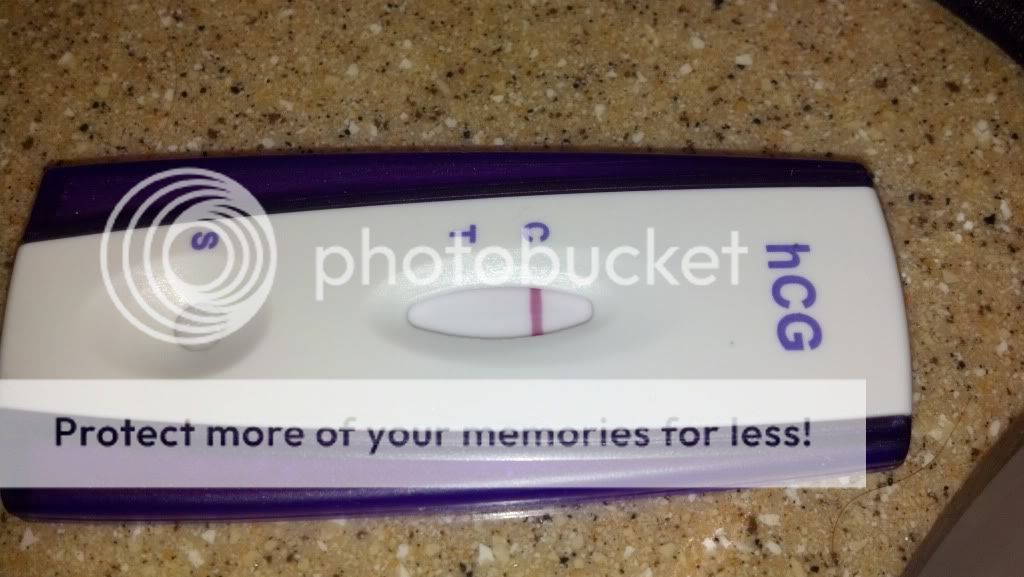 S
T
C
hCG
photobucket
Protect more of your memories for less!